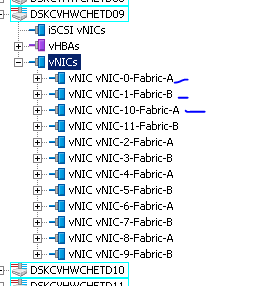 DSKCVHWCHETD09
iSCSI vNICs
vHBAs
vNICs
vNIC vNIC-0-Fabric-A
vNIC vNIC-1-Fabric-B
vNIC vNIC-10-Fabric-A
vNIC vNIC-11-Fabric-B
vNIC vNIC-2-Fabric-A
vNIC vNIC-3-Fabric-B
vNIC vNIC-4-Fabric-A
vNIC vNIC-5-Fabric-B
vNIC vNIC-6-Fabric-A
vNIC vNIC-7-Fabric-B
vNIC vNIC-8-Fabric-A
vNIC vNIC-9-Fabric-B
DSKCVHWCHETD10
DSKCVHWCHETD11